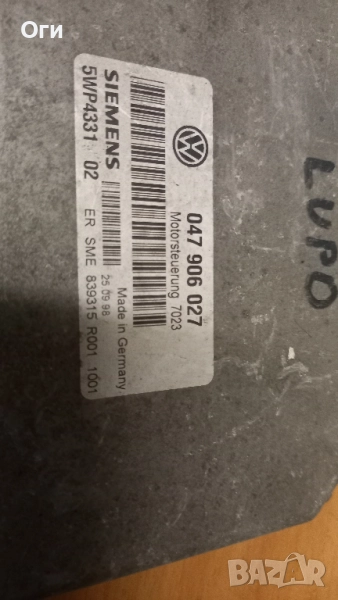 Оги
047 906 027
Motorsteuerung 7023
Made in Germany
25 09 98
SIEMENS
5WP4331 02
ER SME 839315 R001 1001
LUPO
BAZAR